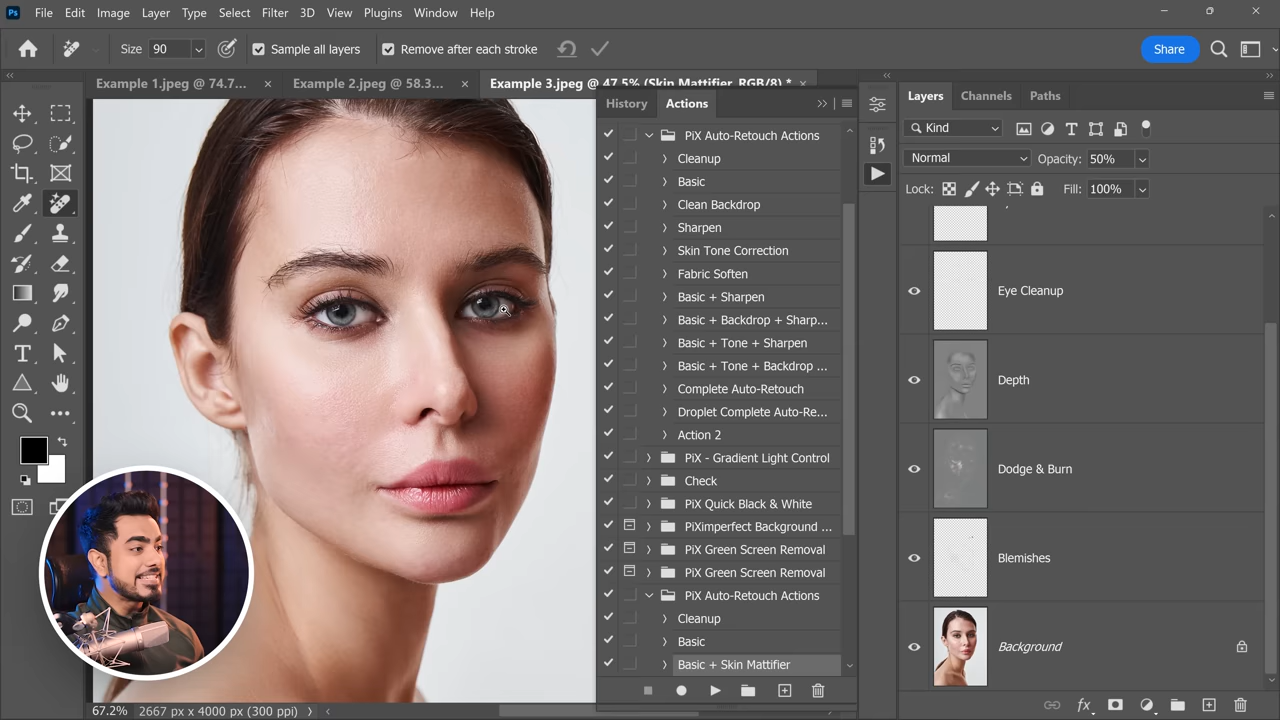 Ps File Edit Image Layer Type Select Filter 3D View Plugins Window Help
Size 90 Sample all layers Remove after each stroke Share
Example 1.jpeg @ 74.7... × Example 2.jpeg @ 58.3... × Example 3.jpeg @ 47.5% (Skin Mattifier, RGB/8) * ×
History Actions
PiX Auto-Retouch Actions
Cleanup
Basic
Clean Backdrop
Sharpen
Skin Tone Correction
Fabric Soften
Basic + Sharpen
Basic + Backdrop + Sharp...
Basic + Tone + Sharpen
Basic + Tone + Backdrop ...
Complete Auto-Retouch
Droplet Complete Auto-Re...
Action 2
PiX - Gradient Light Control
Check
PiX Quick Black & White
PiXimperfect Background ...
PiX Green Screen Removal
PiX Green Screen Removal
PiX Auto-Retouch Actions
Cleanup
Basic
Basic + Skin Mattifier
Layers Channels Paths
Kind
Normal Opacity: 50%
Lock: Fill: 100%
Eye Cleanup
Depth
Dodge & Burn
Blemishes
Background
67.2% 2667 px x 4000 px (300 ppi)